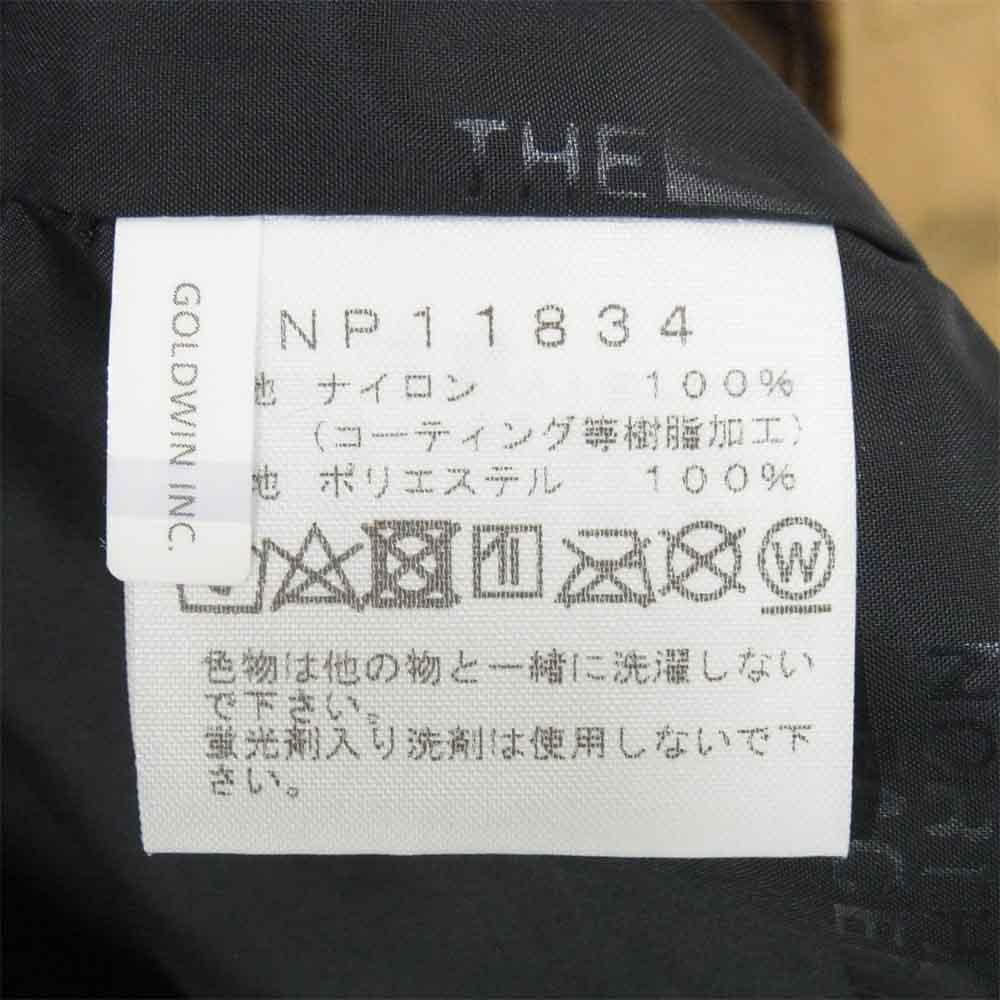 THE
GOLDWIN INC.
NP11834
地 ナイロン 100%
(コーティング等樹脂加工)
地 ポリエステル 100%
W
色物は他の物と一緒に洗濯しない
で下さい。
蛍光剤入り洗剤は使用しないで下
さい。